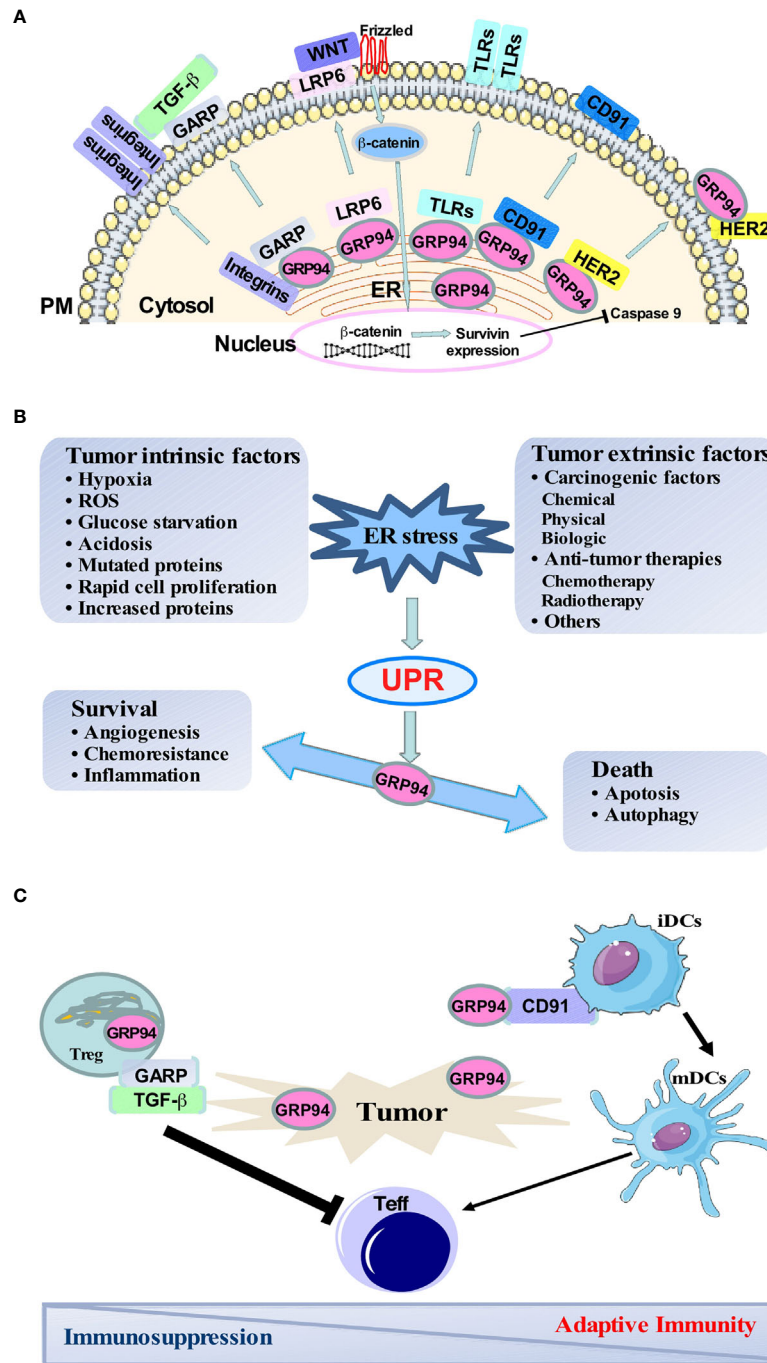 A
WNT
Frizzled
LRP6
TLRs
TLRs
TGF-β
GARP
Integrins
Integrins
CD91
β-catenin
GRP94
HER2
LRP6
GRP94
TLRs
GRP94
CD91
GRP94
GARP
GRP94
Integrins
HER2
GRP94
ER
GRP94
PM
Cytosol
Nucleus
β-catenin
Survivin
expression
Caspase 9
B
Tumor intrinsic factors
• Hypoxia
• ROS
• Glucose starvation
• Acidosis
• Mutated proteins
• Rapid cell proliferation
• Increased proteins
ER stress
Tumor extrinsic factors
• Carcinogenic factors
Chemical
Physical
Biologic
• Anti-tumor therapies
Chemotherapy
Radiotherapy
• Others
UPR
Survival
• Angiogenesis
• Chemoresistance
• Inflammation
GRP94
Death
• Apotosis
• Autophagy
C
iDCs
GRP94
CD91
GRP94
Treg
GARP
TGF-β
GRP94
GRP94
Tumor
mDCs
Teff
Immunosuppression
Adaptive Immunity